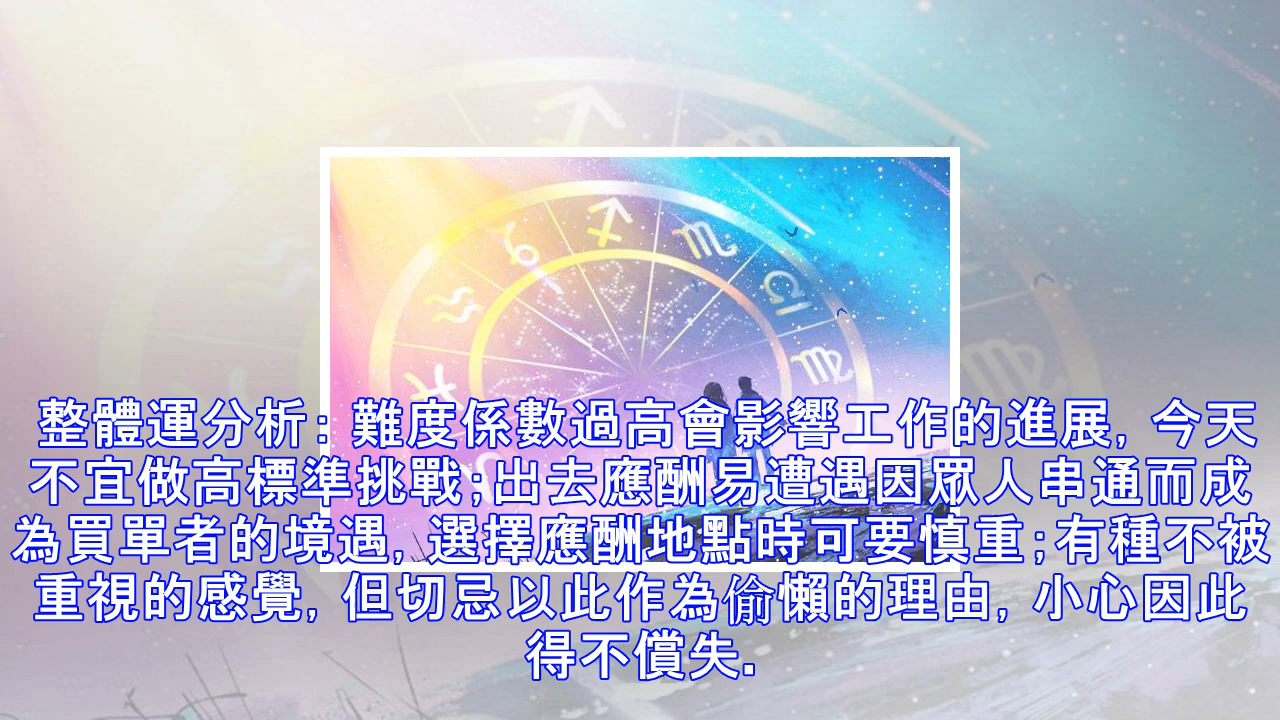 整體運分析: 難度係數過高會影響工作的進展, 今天
不宜做高標準挑戰;出去應酬易遭遇因眾人串通而成
為買單者的境遇, 選擇應酬地點時可要慎重;有種不被
重視的感覺, 但切忌以此作為偷懶的理由, 小心因此
得不償失.